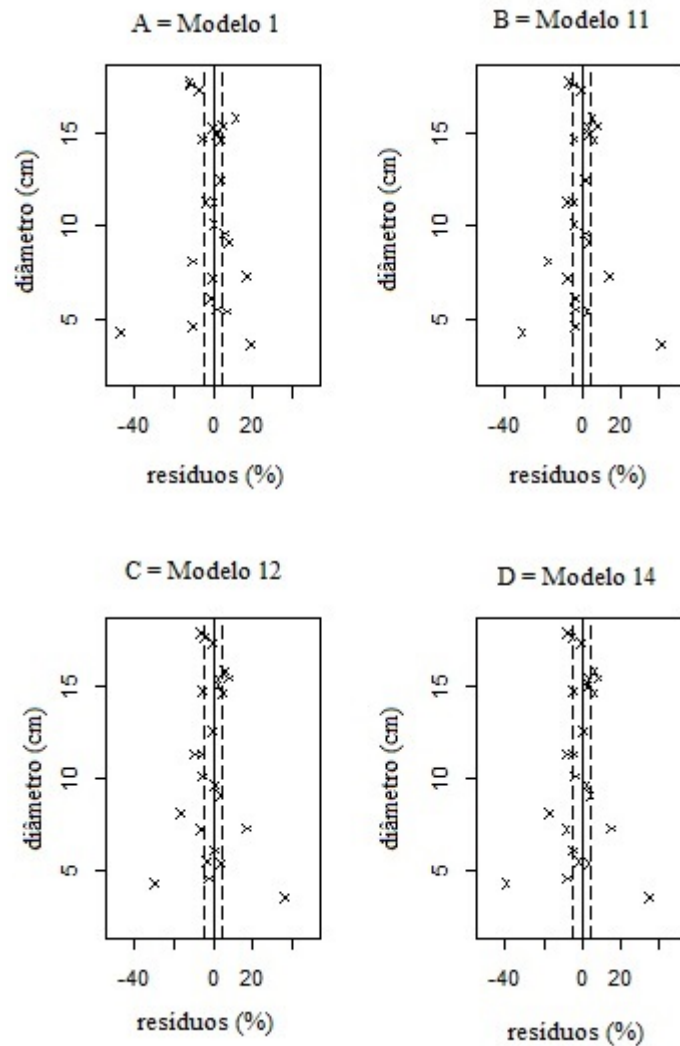 A = Modelo 1
diâmetro (cm)
15
10
5
-40
0
20
resíduos (%)
B = Modelo 11
diâmetro (cm)
15
10
5
-40
0
20
resíduos (%)
C = Modelo 12
diâmetro (cm)
15
10
5
-40
0
20
resíduos (%)
D = Modelo 14
diâmetro (cm)
15
10
5
-40
0
20
resíduos (%)